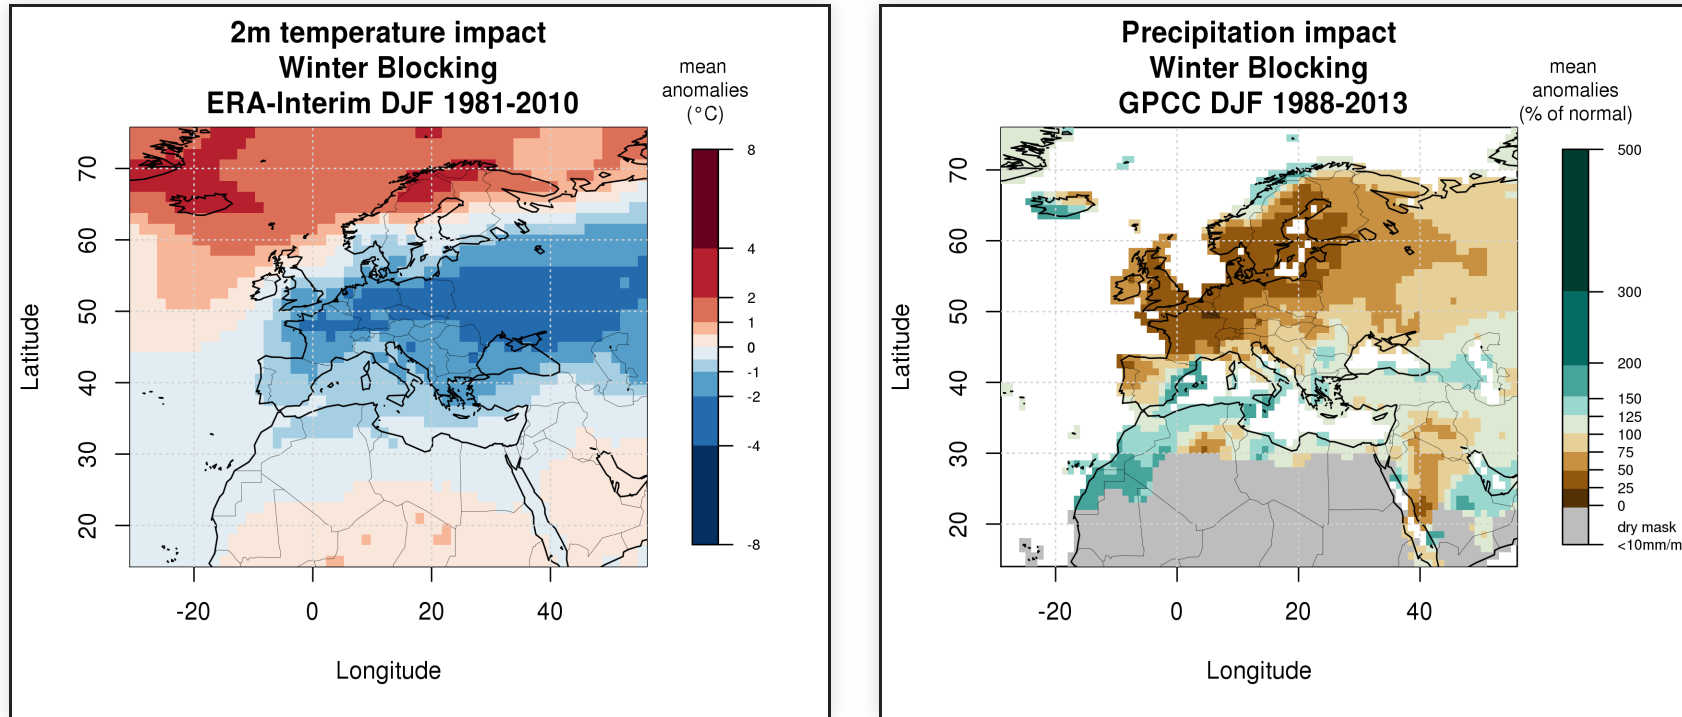 2m temperature impact
Winter Blocking
ERA-Interim DJF 1981-2010
mean
anomalies
(°C)
8
4
2
1
0
-1
-2
-4
-8
70
60
50
40
30
20
Latitude
-20
0
20
40
Longitude
Precipitation impact
Winter Blocking
GPCC DJF 1988-2013
mean
anomalies
(% of normal)
500
300
200
150
125
100
75
50
25
0
dry mask
<10mm/m
70
60
50
40
30
20
Latitude
-20
0
20
40
Longitude